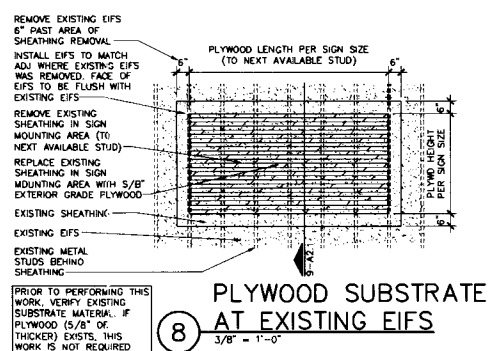 REMOVE EXISTING EIFS
6" PAST AREA OF
SHEATHING REMOVAL
INSTALL EIFS TO MATCH
ADJ WHERE EXISTING EIFS
WAS REMOVED. FACE OF
EIFS TO BE FLUSH WITH
EXISTING EIFS
REMOVE EXISTING
SHEATHING IN SIGN
MOUNTING AREA (TO
NEXT AVAILABLE STUD)
REPLACE EXISTING
SHEATHING IN SIGN
MOUNTING AREA WITH 5/8"
EXTERIOR GRADE PLYWOOD
EXISTING SHEATHING
EXISTING EIFS
EXISTING METAL
STUDS BEHIND
SHEATHING
6"
PLYWOOD LENGTH PER SIGN SIZE
(TO NEXT AVAILABLE STUD)
6"
6"
PLYWD HEIGHT
PER SIGN SIZE
6"
9-A2.1
PRIOR TO PERFORMING THIS
WORK, VERIFY EXISTING
SUBSTRATE MATERIAL. IF
PLYWOOD (5/8" OR
THICKER) EXISTS, THIS
WORK IS NOT REQUIRED
8
PLYWOOD SUBSTRATE
AT EXISTING EIFS
3/8" = 1'-0"